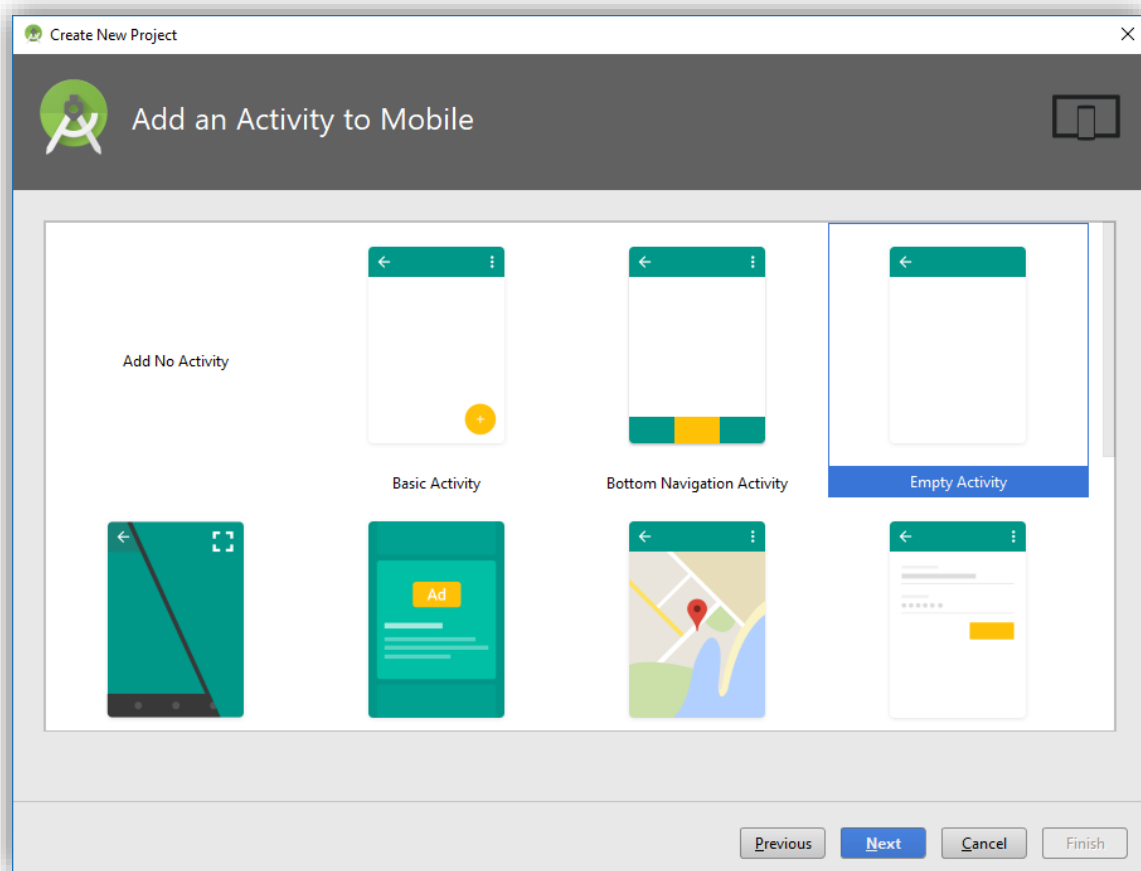 Create New Project
Add an Activity to Mobile
Add No Activity
+
Basic Activity
Bottom Navigation Activity
Empty Activity
Ad
Previous
Next
Cancel
Finish